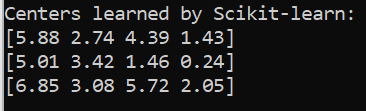 Centers learned by Scikit-learn:
[5.88 2.74 4.39 1.43]
[5.01 3.42 1.46 0.24]
[6.85 3.08 5.72 2.05]